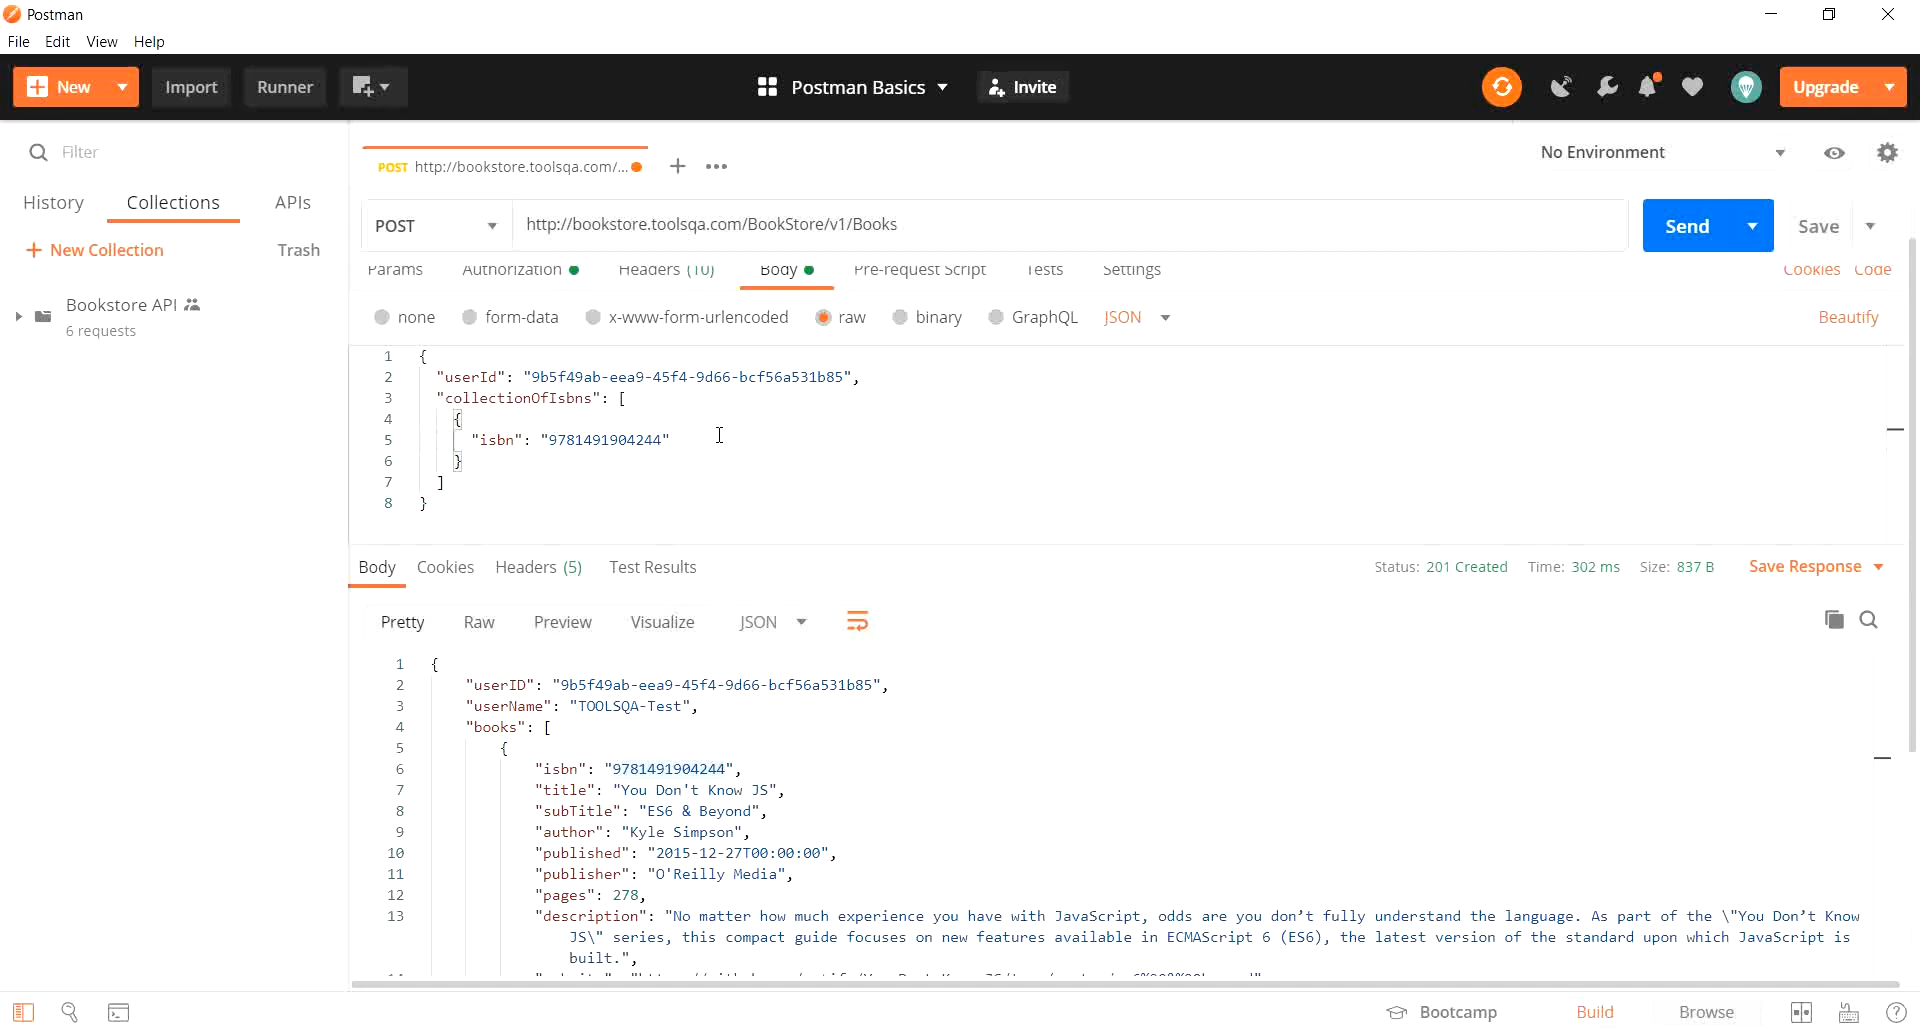 Postman
File Edit View Help
New Import Runner Postman Basics Invite Upgrade
Filter
History Collections APIs
New Collection Trash
Bookstore API
6 requests
POST http://bookstore.toolsqa.com/... No Environment
POST http://bookstore.toolsqa.com/BookStore/v1/Books Send Save
Params Authorization Headers (10) Body Pre-request Script Tests Settings Cookies Code
none form-data x-www-form-urlencoded raw binary GraphQL JSON Beautify
1 {
2 "userId": "9b5f49ab-eea9-45f4-9d66-bcf56a531b85",
3 "collectionOfIsbns": [
4 {
5 "isbn": "9781491904244"
6 }
7 ]
8 }
Body Cookies Headers (5) Test Results Status: 201 Created Time: 302 ms Size: 837 B Save Response
Pretty Raw Preview Visualize JSON
1 {
2 "userID": "9b5f49ab-eea9-45f4-9d66-bcf56a531b85",
3 "userName": "TOOLSQA-Test",
4 "books": [
5 {
6 "isbn": "9781491904244",
7 "title": "You Don't Know JS",
8 "subTitle": "ES6 & Beyond",
9 "author": "Kyle Simpson",
10 "published": "2015-12-27T00:00:00",
11 "publisher": "O'Reilly Media",
12 "pages": 278,
13 "description": "No matter how much experience you have with JavaScript, odds are you don’t fully understand the language. As part of the \"You Don’t Know
JS\" series, this compact guide focuses on new features available in ECMAScript 6 (ES6), the latest version of the standard upon which JavaScript is
built.",
Bootcamp Build Browse